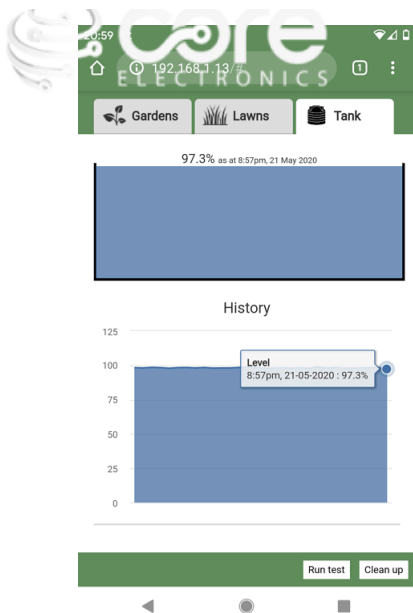 20:59
core
ELECTRONICS
192.168.1.13/#
1
Gardens
Lawns
Tank
97.3% as at 8:57pm, 21 May 2020
History
125
100
75
50
25
0
Level
8:57pm, 21-05-2020 : 97.3%
Run test
Clean up